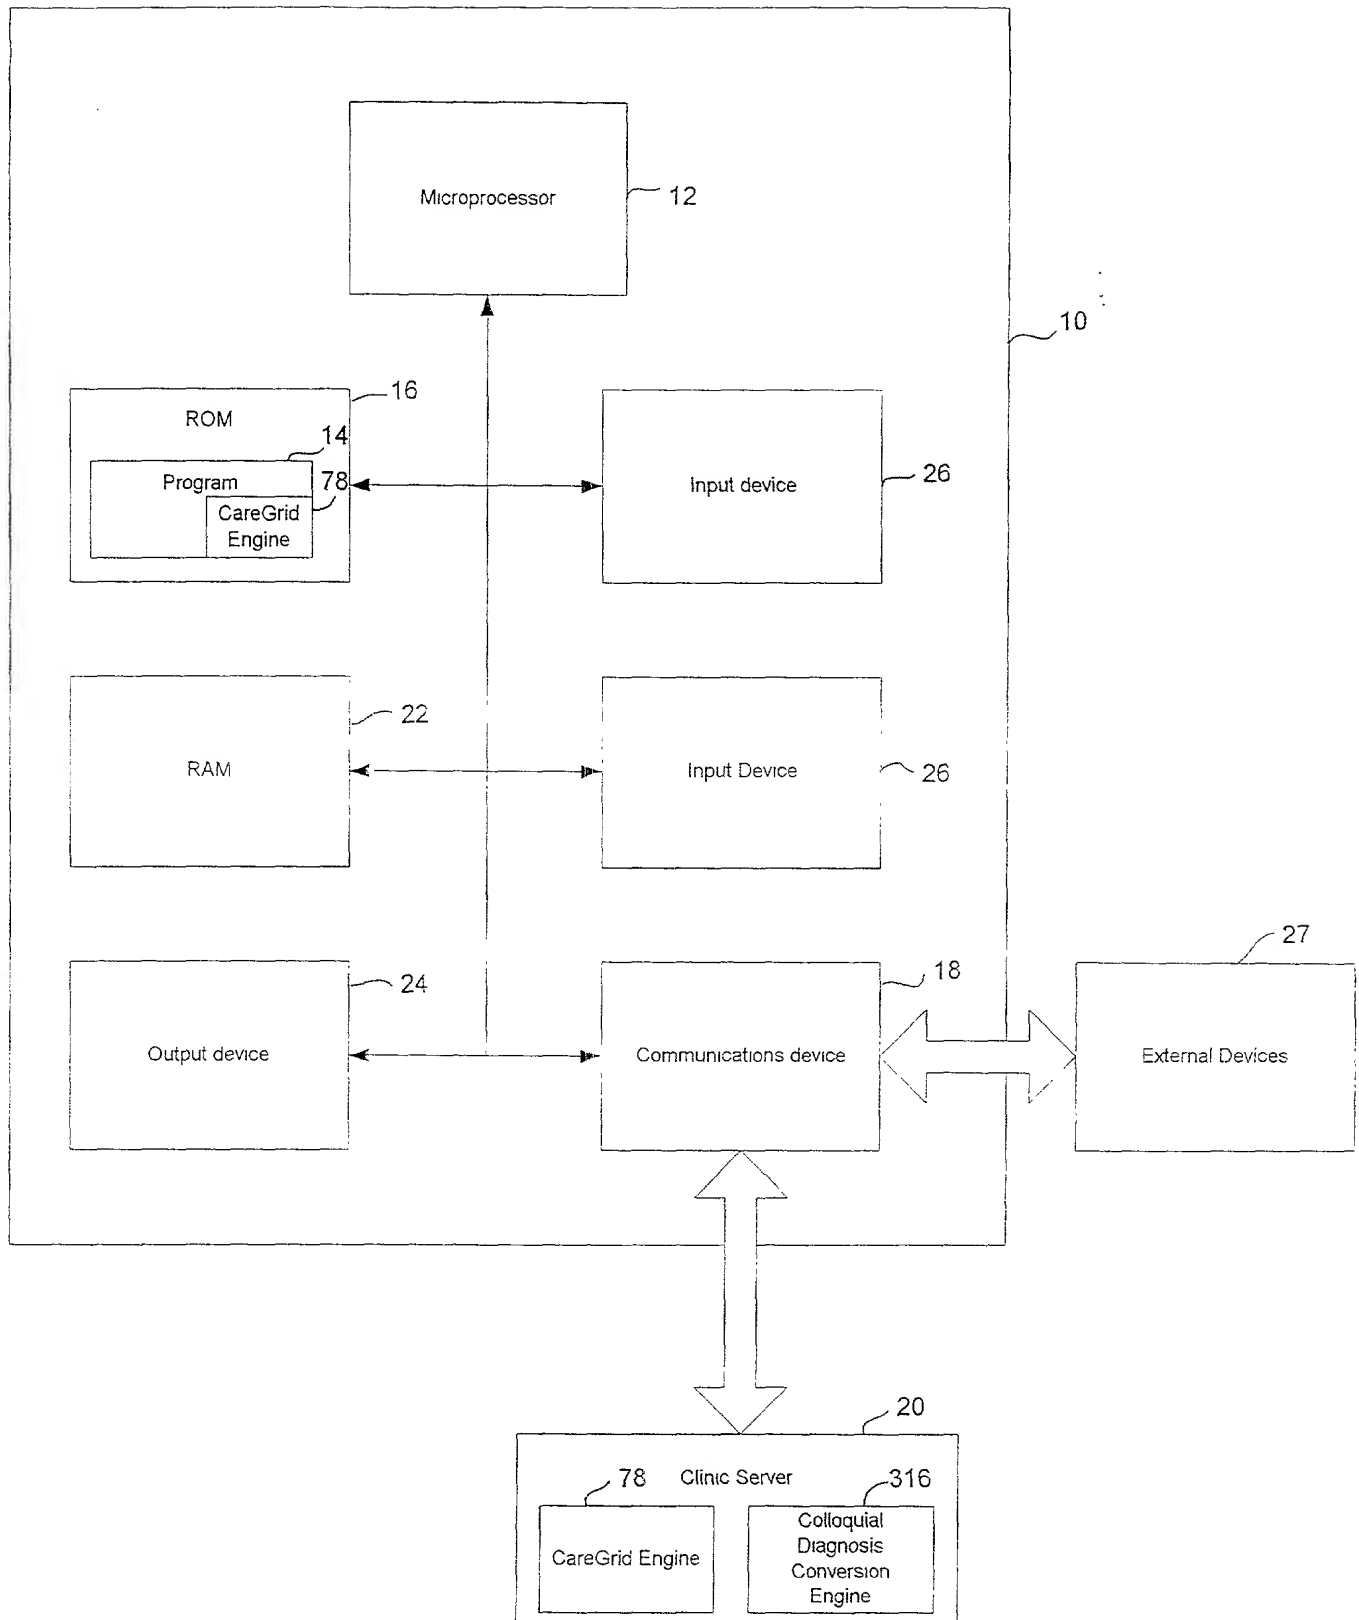 Microprocessor
12
10
16
ROM
14
Program
78
CareGrid
Engine
Input device
26
22
RAM
Input Device
26
27
24
18
Output device
Communications device
External Devices
20
Clinic Server
78
316
CareGrid Engine
Colloquial
Diagnosis
Conversion
Engine